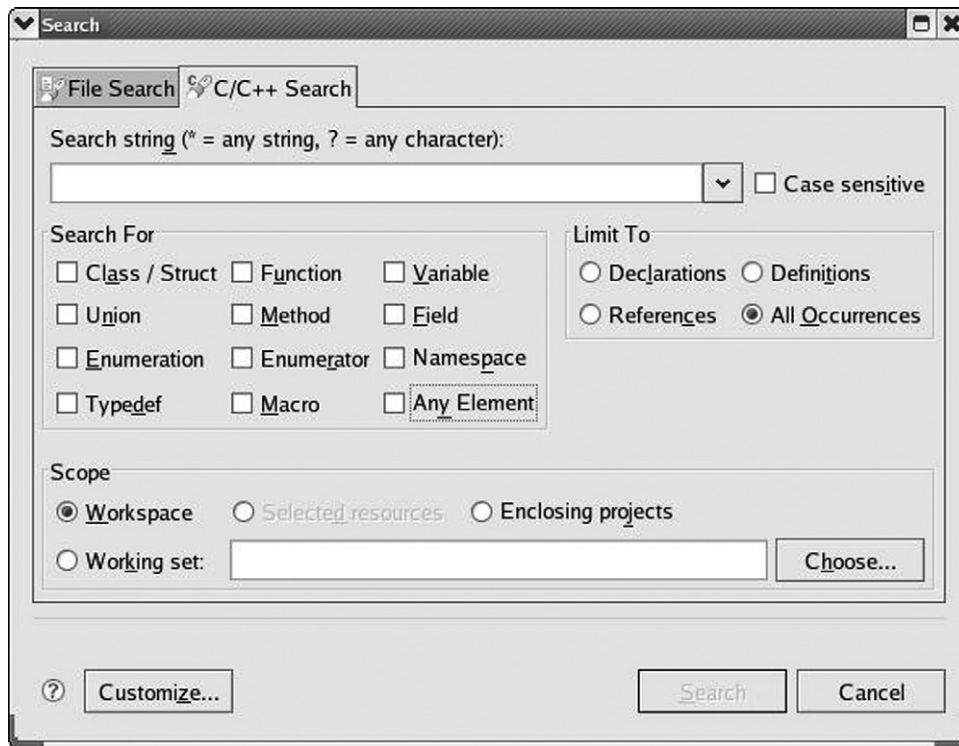 Search
File Search C/C++ Search
Search string (* = any string, ? = any character):
Case sensitive
Search For
Limit To
Class / Struct Function Variable
Declarations Definitions
Union Method Field
References All Occurrences
Enumeration Enumerator Namespace
Typedef Macro Any Element
Scope
Workspace Selected resources Enclosing projects
Working set: Choose...
? Customize... Search Cancel